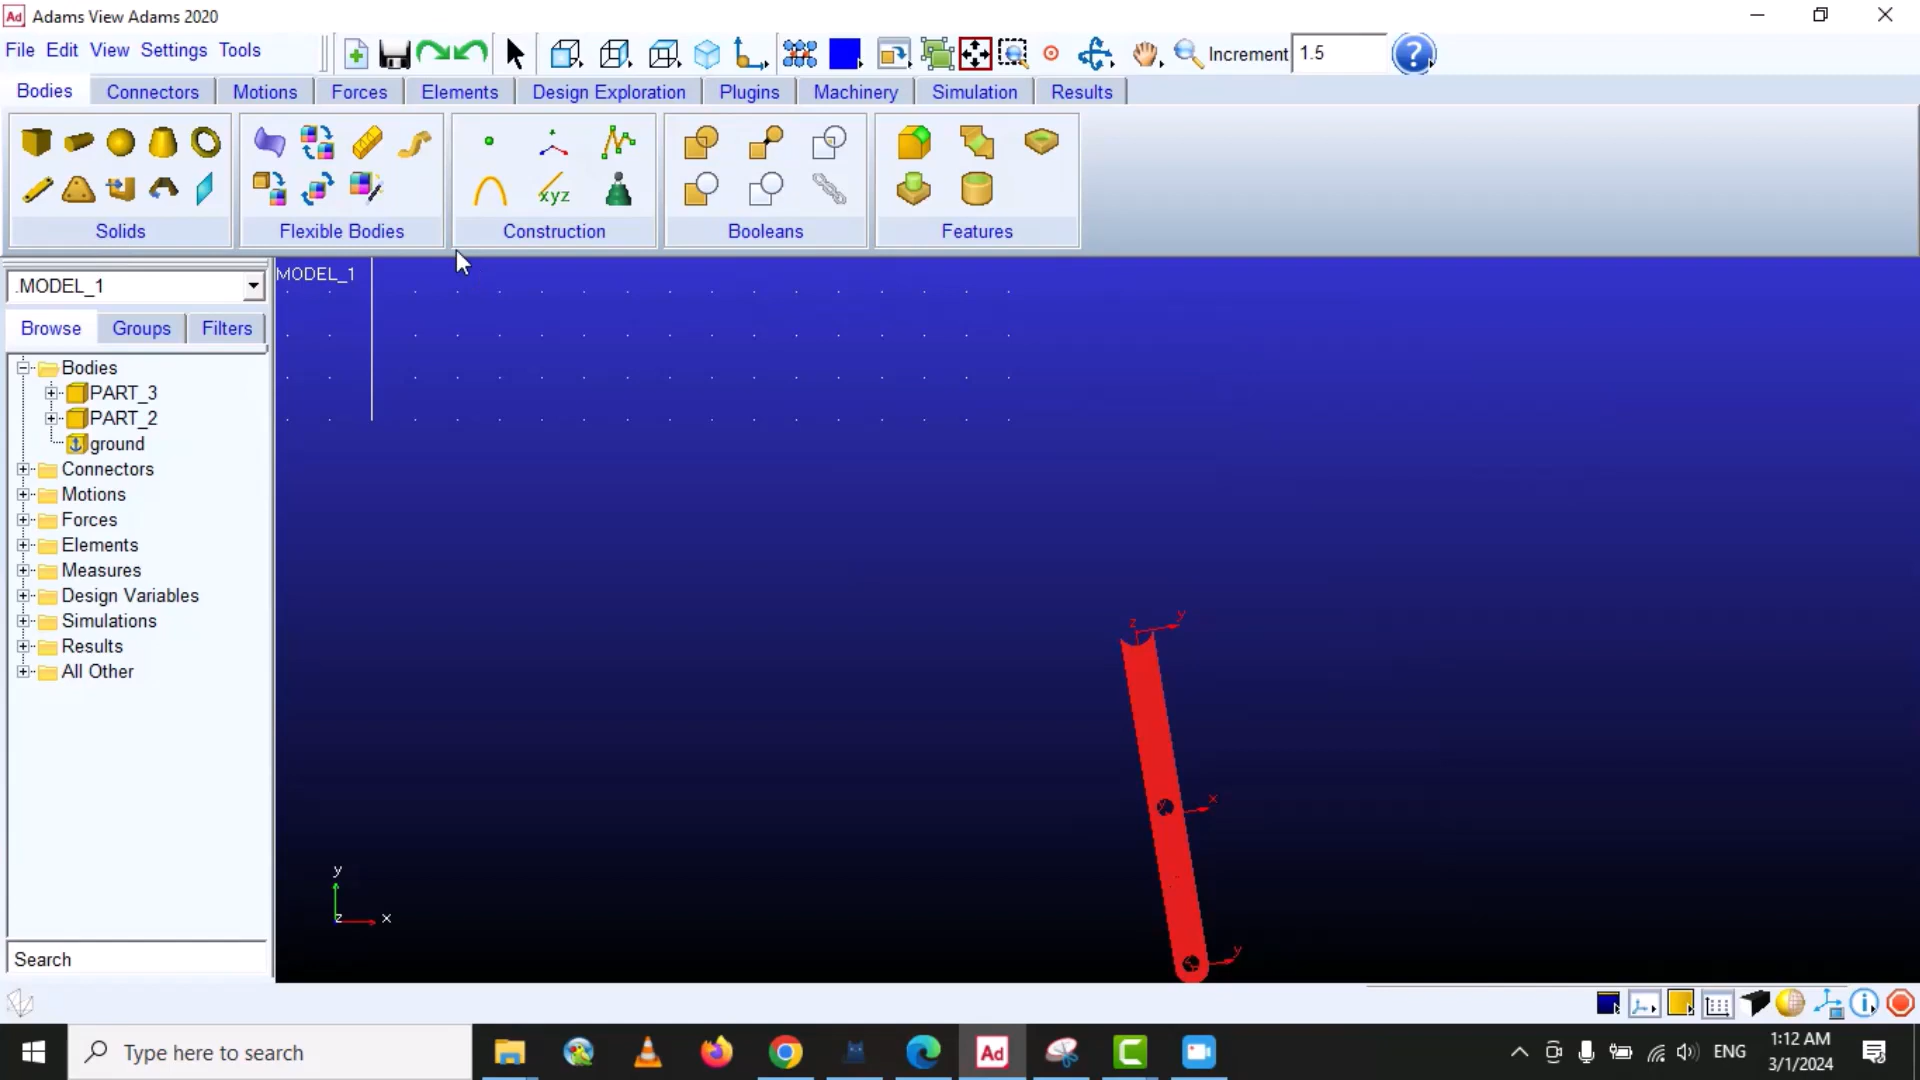 Ad Adams View Adams 2020
File Edit View Settings Tools
Increment 1.5 ?
Bodies Connectors Motions Forces Elements Design Exploration Plugins Machinery Simulation Results
xyz
Solids Flexible Bodies Construction Booleans Features
.MODEL_1
MODEL_1
Browse Groups Filters
Bodies
PART_3
PART_2
ground
Connectors
Motions
Forces
Elements
Measures
Design Variables
Simulations
Results
All Other
z y
x
y
y
z x
Search
Type here to search
Ad
ENG
1:12 AM
3/1/2024